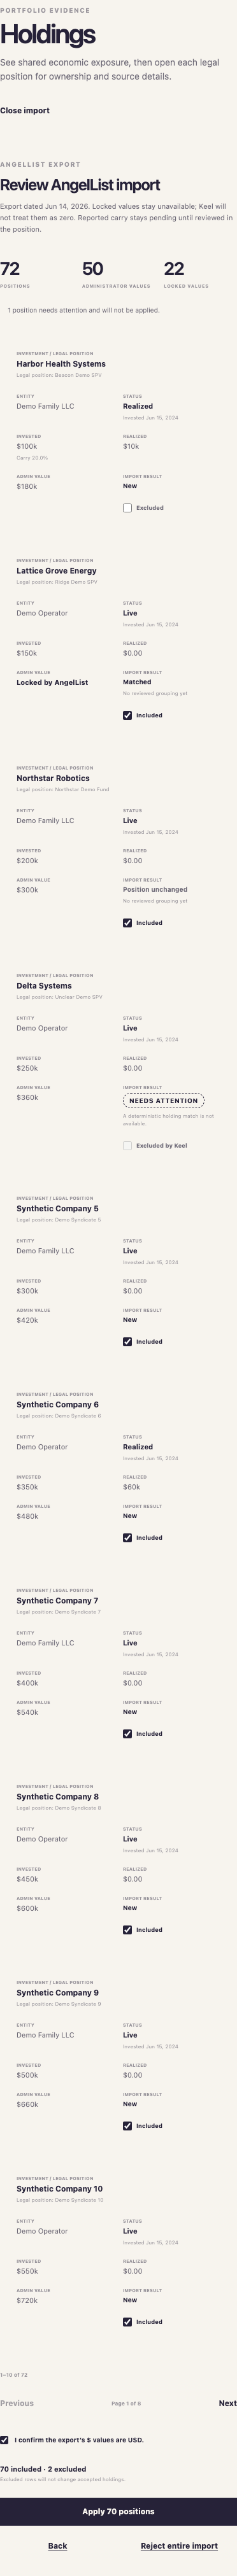 PORTFOLIO EVIDENCE
Holdings
See shared economic exposure, then open each legal
position for ownership and source details.
Close import
ANGELLIST EXPORT
Review AngelList import
Export dated Jun 14, 2026. Locked values stay unavailable; Keel will
not treat them as zero. Reported carry stays pending until reviewed in
the position.
72 50 22
POSITIONS ADMINISTRATOR VALUES LOCKED VALUES
1 position needs attention and will not be applied.
INVESTMENT / LEGAL POSITION
Harbor Health Systems
Legal position: Beacon Demo SPV
ENTITY STATUS
Demo Family LLC Realized
Invested Jun 15, 2024
INVESTED REALIZED
$100k $10k
Carry 20.0%
ADMIN VALUE IMPORT RESULT
$180k New
Excluded
INVESTMENT / LEGAL POSITION
Lattice Grove Energy
Legal position: Ridge Demo SPV
ENTITY STATUS
Demo Operator Live
Invested Jun 15, 2024
INVESTED REALIZED
$150k $0.00
ADMIN VALUE IMPORT RESULT
Locked by AngelList Matched
No reviewed grouping yet
Included
INVESTMENT / LEGAL POSITION
Northstar Robotics
Legal position: Northstar Demo Fund
ENTITY STATUS
Demo Family LLC Live
Invested Jun 15, 2024
INVESTED REALIZED
$200k $0.00
ADMIN VALUE IMPORT RESULT
$300k Position unchanged
No reviewed grouping yet
Included
INVESTMENT / LEGAL POSITION
Delta Systems
Legal position: Unclear Demo SPV
ENTITY STATUS
Demo Operator Live
Invested Jun 15, 2024
INVESTED REALIZED
$250k $0.00
ADMIN VALUE IMPORT RESULT
$360k NEEDS ATTENTION
A deterministic holding match is not
available.
Excluded by Keel
INVESTMENT / LEGAL POSITION
Synthetic Company 5
Legal position: Demo Syndicate 5
ENTITY STATUS
Demo Family LLC Live
Invested Jun 15, 2024
INVESTED REALIZED
$300k $0.00
ADMIN VALUE IMPORT RESULT
$420k New
Included
INVESTMENT / LEGAL POSITION
Synthetic Company 6
Legal position: Demo Syndicate 6
ENTITY STATUS
Demo Operator Realized
Invested Jun 15, 2024
INVESTED REALIZED
$350k $60k
ADMIN VALUE IMPORT RESULT
$480k New
Included
INVESTMENT / LEGAL POSITION
Synthetic Company 7
Legal position: Demo Syndicate 7
ENTITY STATUS
Demo Family LLC Live
Invested Jun 15, 2024
INVESTED REALIZED
$400k $0.00
ADMIN VALUE IMPORT RESULT
$540k New
Included
INVESTMENT / LEGAL POSITION
Synthetic Company 8
Legal position: Demo Syndicate 8
ENTITY STATUS
Demo Operator Live
Invested Jun 15, 2024
INVESTED REALIZED
$450k $0.00
ADMIN VALUE IMPORT RESULT
$600k New
Included
INVESTMENT / LEGAL POSITION
Synthetic Company 9
Legal position: Demo Syndicate 9
ENTITY STATUS
Demo Family LLC Live
Invested Jun 15, 2024
INVESTED REALIZED
$500k $0.00
ADMIN VALUE IMPORT RESULT
$660k New
Included
INVESTMENT / LEGAL POSITION
Synthetic Company 10
Legal position: Demo Syndicate 10
ENTITY STATUS
Demo Operator Live
Invested Jun 15, 2024
INVESTED REALIZED
$550k $0.00
ADMIN VALUE IMPORT RESULT
$720k New
Included
1–10 of 72
Previous Page 1 of 8 Next
I confirm the export's $ values are USD.
70 included · 2 excluded
Excluded rows will not change accepted holdings.
Apply 70 positions
Back Reject entire import